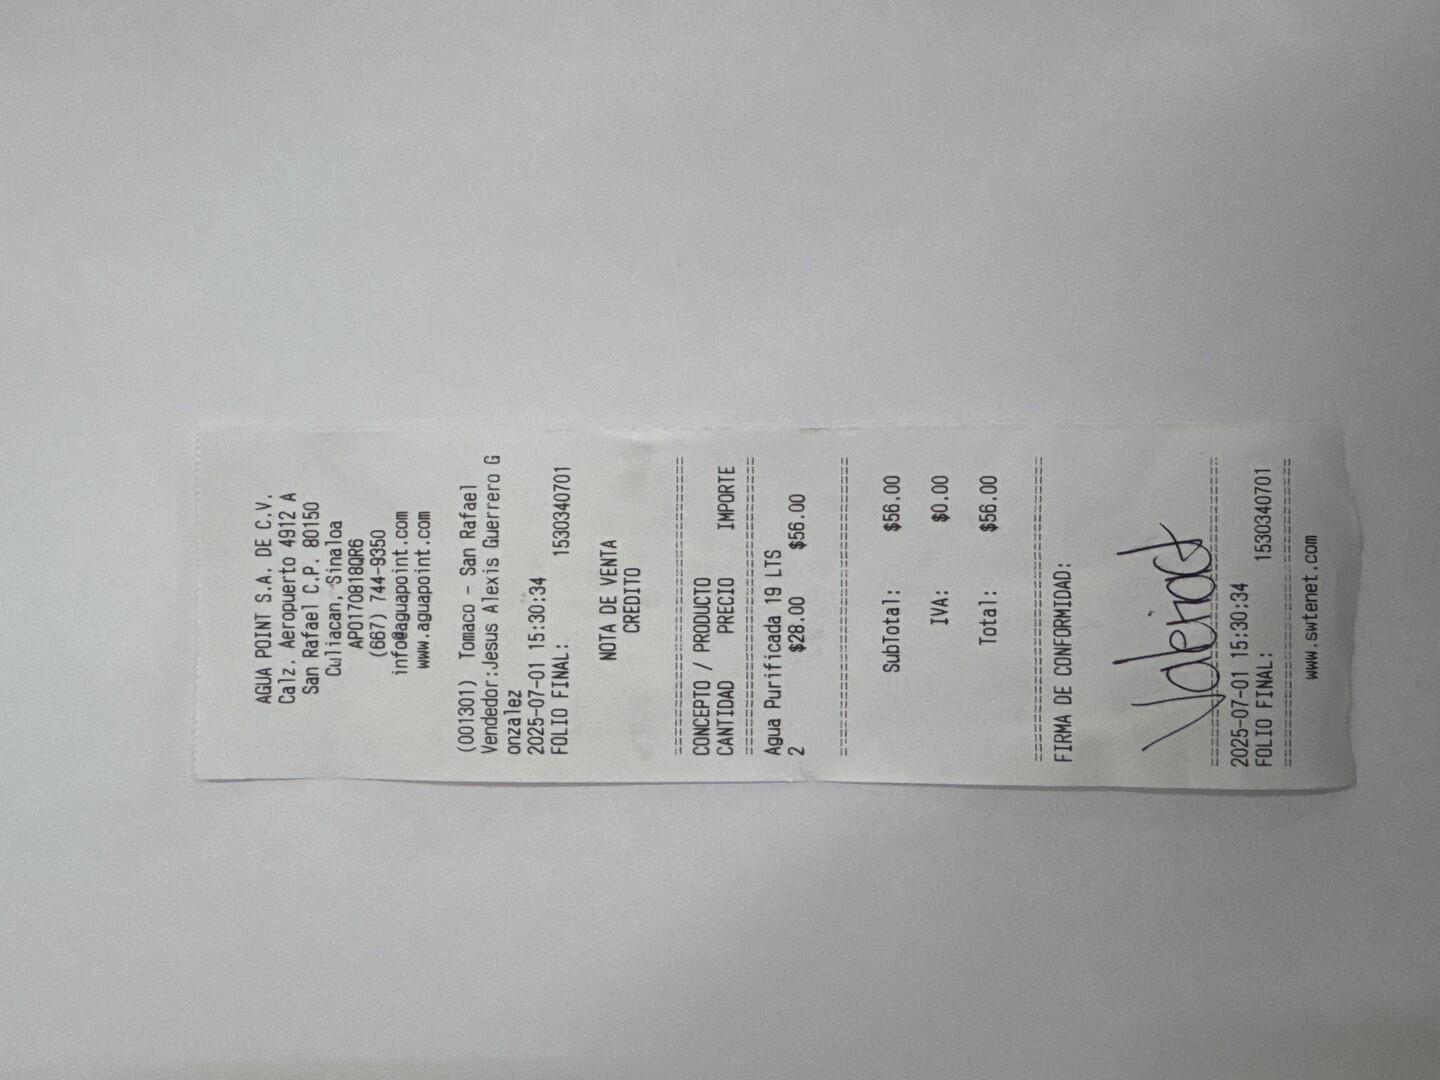 AGUA POINT S.A. DE C.V.
Calz. Aeropuerto 4912 A
San Rafael C.P. 80150
Culiacan, Sinaloa
APO170818QR6
(667) 744-9350
info@aguapoint.com
www.aguapoint.com
(001301) Tomaco - San Rafael
Vendedor:Jesus Alexis Guerrero G
onzalez
2025-07-01 15:30:34
FOLIO FINAL: 1530340701
NOTA DE VENTA
CREDITO
================================
CONCEPTO / PRODUCTO
CANTIDAD PRECIO IMPORTE
================================
Agua Purificada 19 LTS
2 $28.00 $56.00
================================
SubTotal: $56.00
IVA: $0.00
Total: $56.00
================================
FIRMA DE CONFORMIDAD:
================================
2025-07-01 15:30:34
FOLIO FINAL: 1530340701
================================
www.swtenet.com